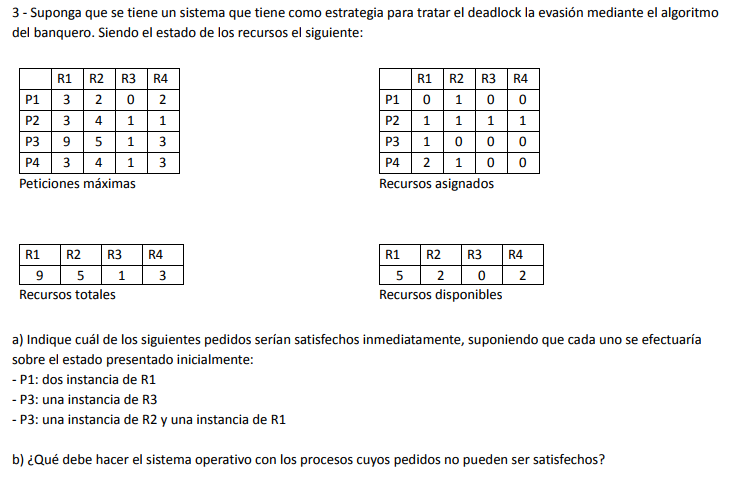 3 - Suponga que se tiene un sistema que tiene como estrategia para tratar el deadlock la evasión mediante el algoritmo
del banquero. Siendo el estado de los recursos el siguiente:
R1 R2 R3 R4
P1 3 2 0 2
P2 3 4 1 1
P3 9 5 1 3
P4 3 4 1 3
Peticiones máximas
R1 R2 R3 R4
P1 0 1 0 0
P2 1 1 1 1
P3 1 0 0 0
P4 2 1 0 0
Recursos asignados
R1 R2 R3 R4
9 5 1 3
Recursos totales
R1 R2 R3 R4
5 2 0 2
Recursos disponibles
a) Indique cuál de los siguientes pedidos serían satisfechos inmediatamente, suponiendo que cada uno se efectuaría
sobre el estado presentado inicialmente:
- P1: dos instancia de R1
- P3: una instancia de R3
- P3: una instancia de R2 y una instancia de R1
b) ¿Qué debe hacer el sistema operativo con los procesos cuyos pedidos no pueden ser satisfechos?